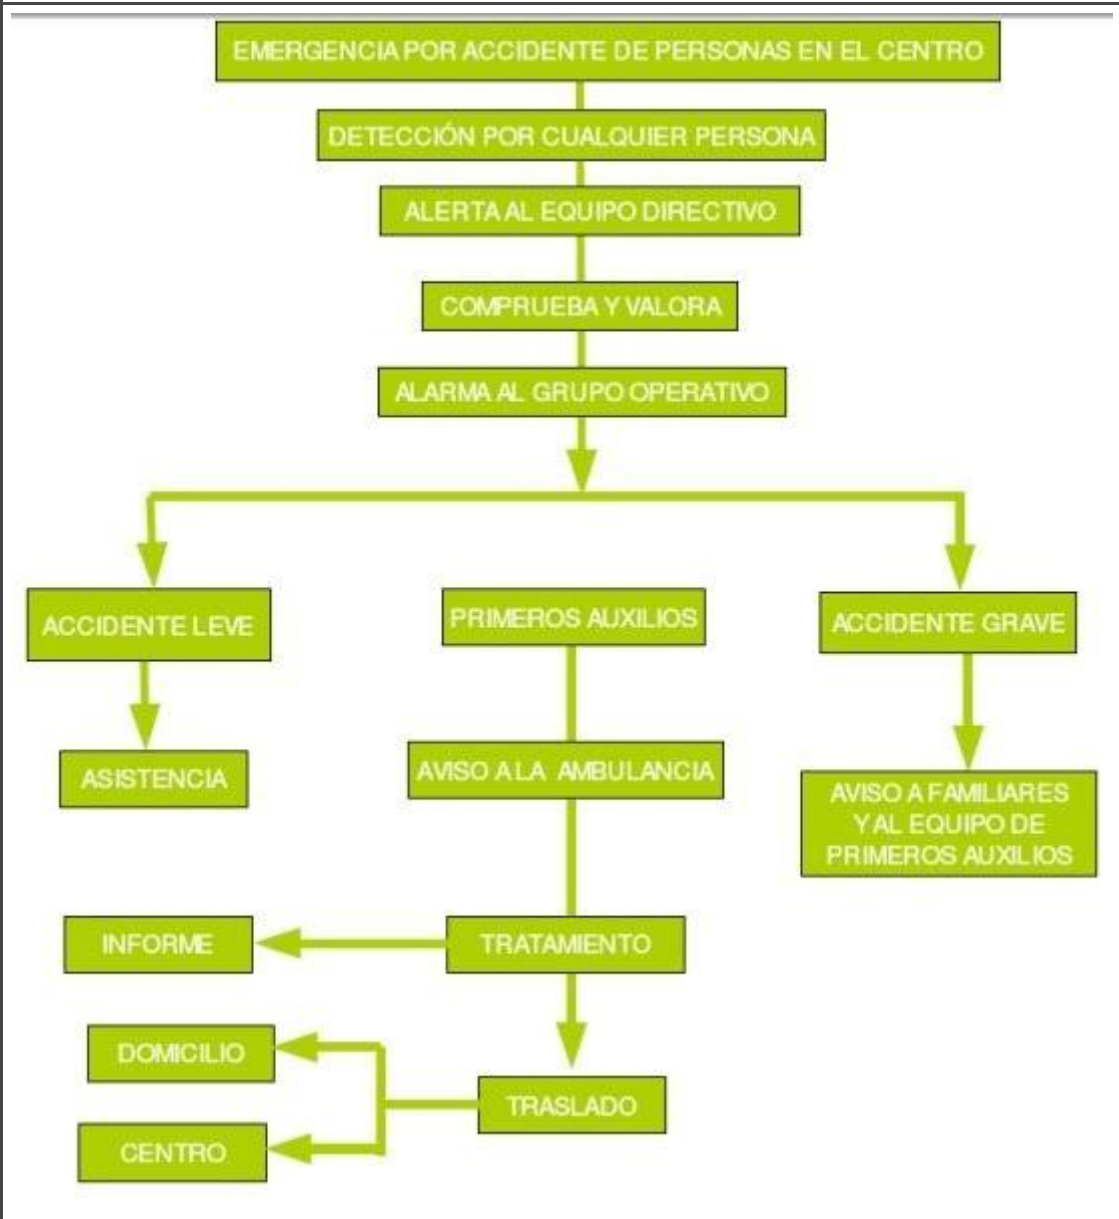 EMERGENCIA POR ACCIDENTE DE PERSONAS EN EL CENTRO
DETECCIÓN POR CUALQUIER PERSONA
ALERTA AL EQUIPO DIRECTIVO
COMPRUEBA Y VALORA
ALARMA AL GRUPO OPERATIVO
ACCIDENTE LEVE
PRIMEROS AUXILIOS
ACCIDENTE GRAVE
ASISTENCIA
AVISO A LA AMBULANCIA
AVISO A FAMILIARES
Y AL EQUIPO DE
PRIMEROS AUXILIOS
INFORME
TRATAMIENTO
DOMICILIO
TRASLADO
CENTRO